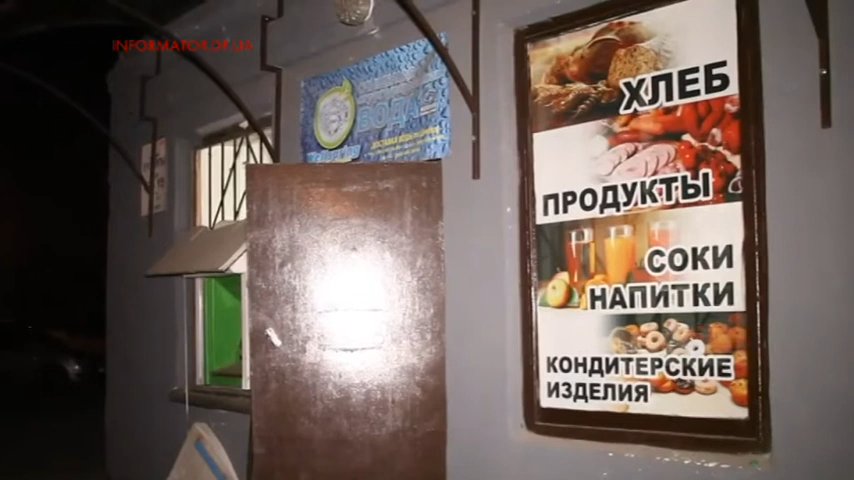 INFORMATOR.DP.UA
ВОДА
ХЛЕБ
ПРОДУКТЫ
СОКИ
НАПИТКИ
КОНДИТЕРСКИЕ
ИЗДЕЛИЯ